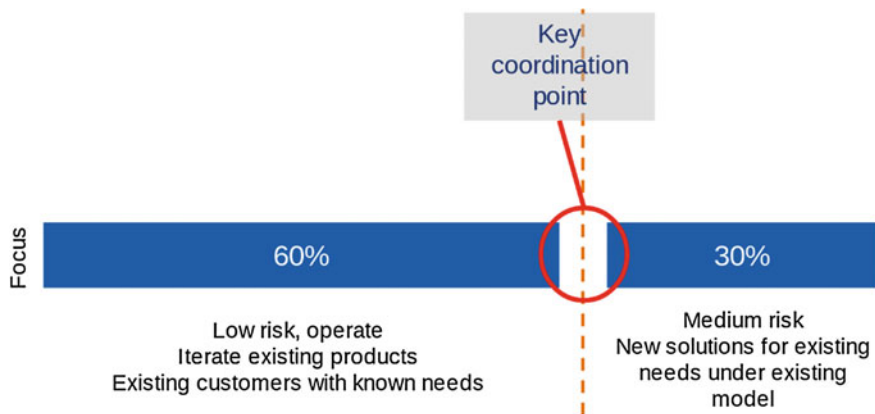 Key
coordination
point
Focus
60%
30%
Low risk, operate
Iterate existing products
Existing customers with known needs
Medium risk
New solutions for existing
needs under existing
model